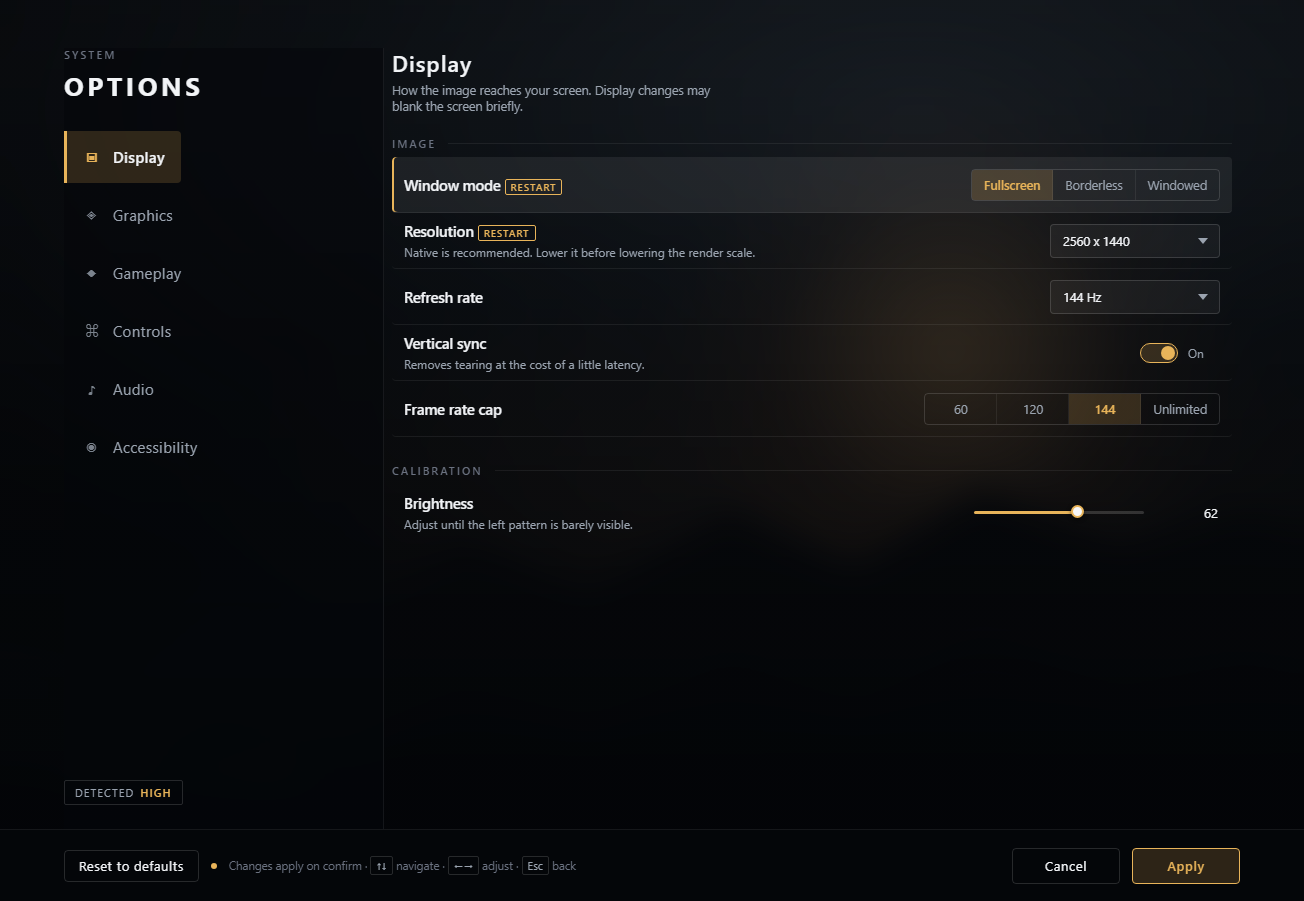 SYSTEM
OPTIONS
Display
Graphics
Gameplay
Controls
Audio
Accessibility
DETECTED HIGH
Display
How the image reaches your screen. Display changes may
blank the screen briefly.
IMAGE
Window mode RESTART
Fullscreen Borderless Windowed
Resolution RESTART
Native is recommended. Lower it before lowering the render scale.
2560 x 1440
Refresh rate
144 Hz
Vertical sync
Removes tearing at the cost of a little latency.
On
Frame rate cap
60 120 144 Unlimited
CALIBRATION
Brightness
Adjust until the left pattern is barely visible.
62
Reset to defaults
Changes apply on confirm · ↑↓ navigate · ←→ adjust · Esc back
Cancel
Apply